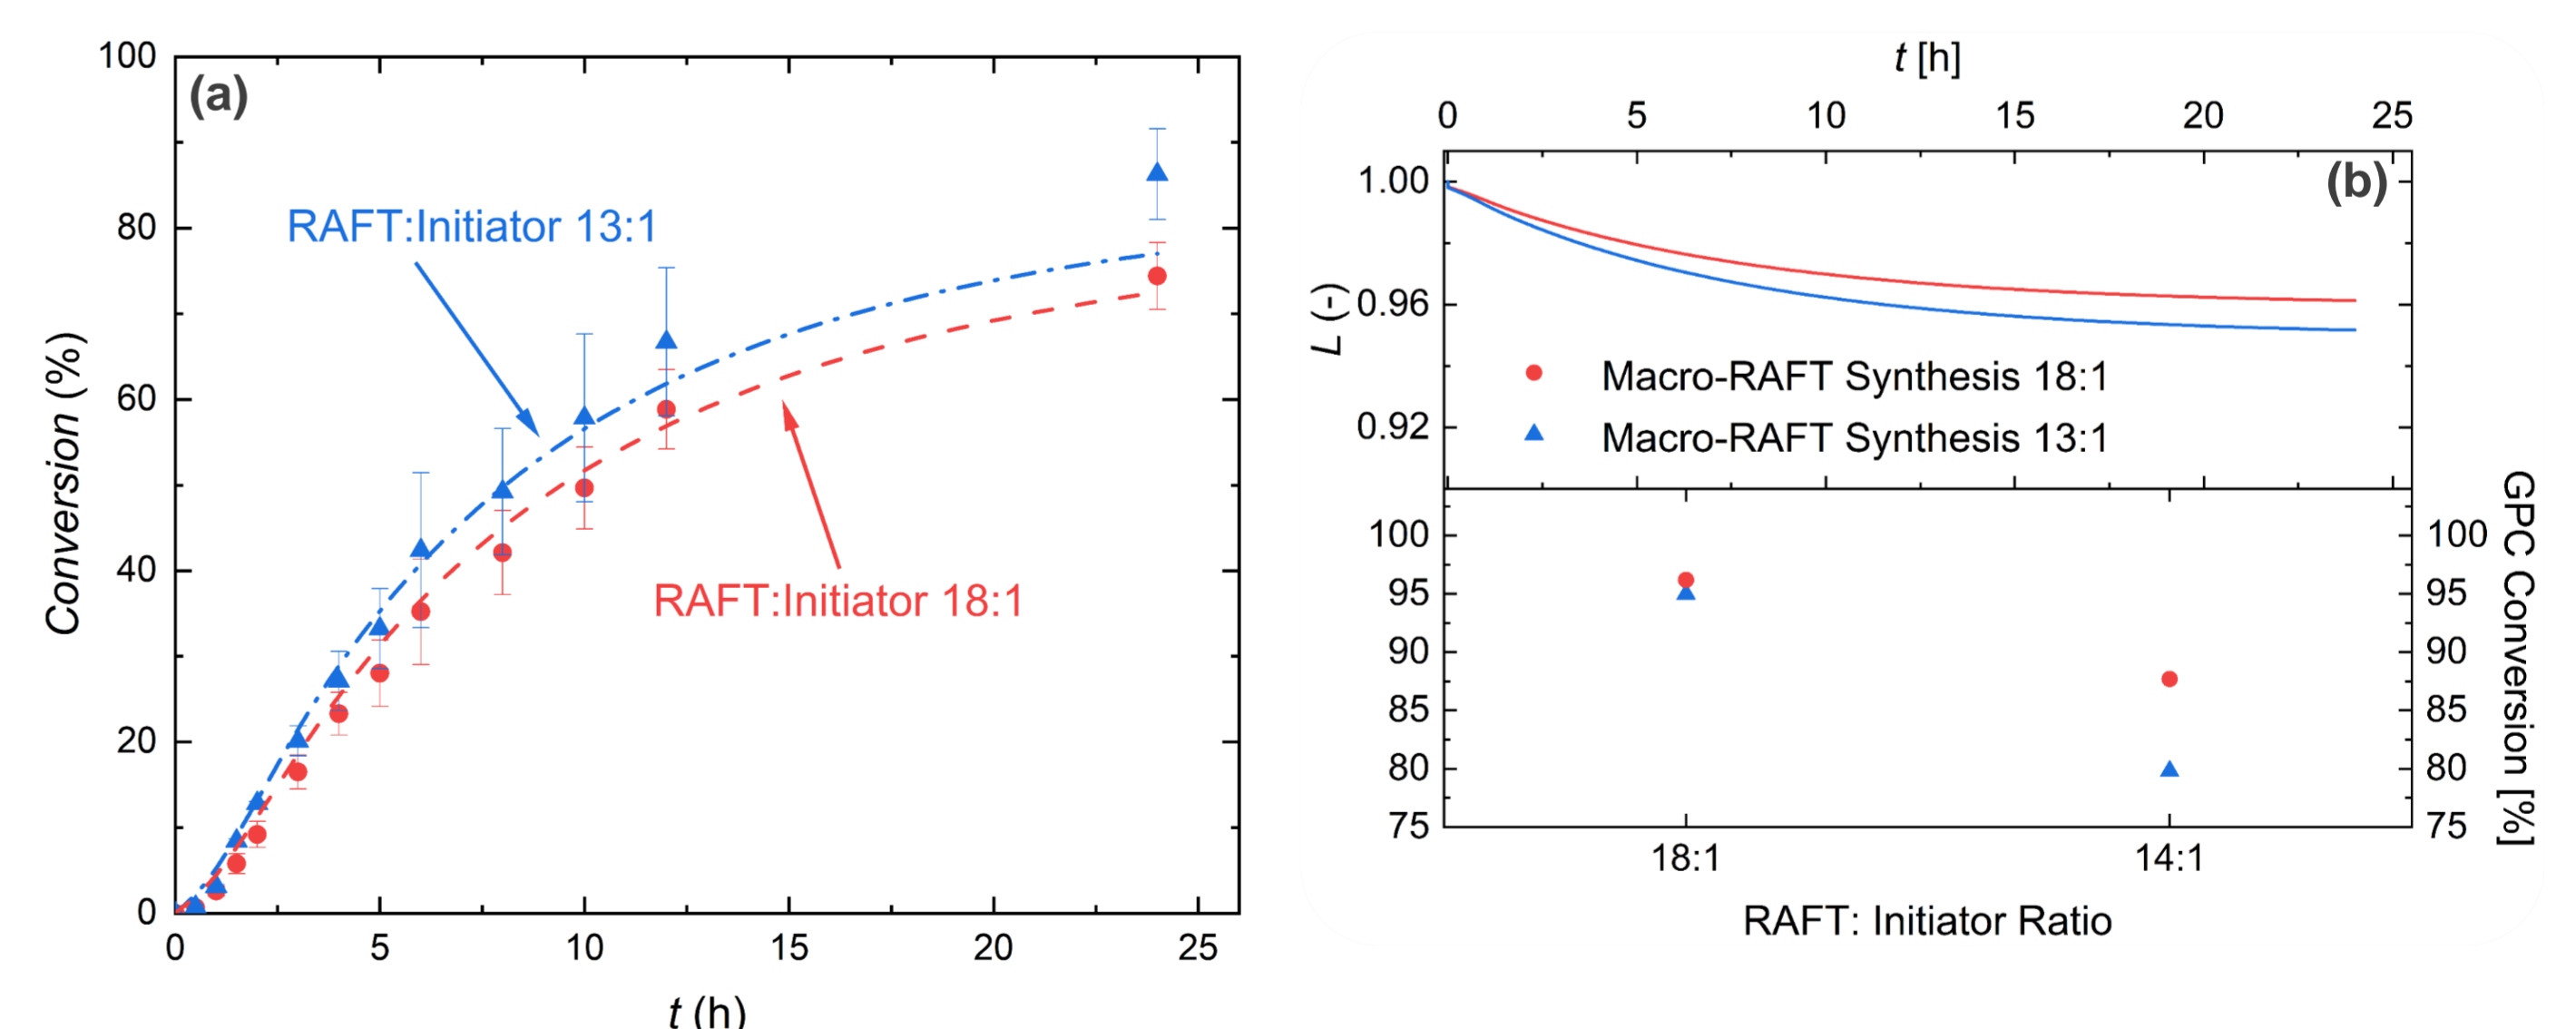 (a)
100
80
60
40
20
0
Conversion (%)
RAFT:Initiator 13:1
RAFT:Initiator 18:1
0 5 10 15 20 25
t (h)
t [h]
0 5 10 15 20 25
(b)
1.00
0.96
0.92
L (-)
Macro-RAFT Synthesis 18:1
Macro-RAFT Synthesis 13:1
100 100
95 95
90 90
85 85
80 80
75 75
GPC Conversion [%]
18:1 14:1
RAFT: Initiator Ratio